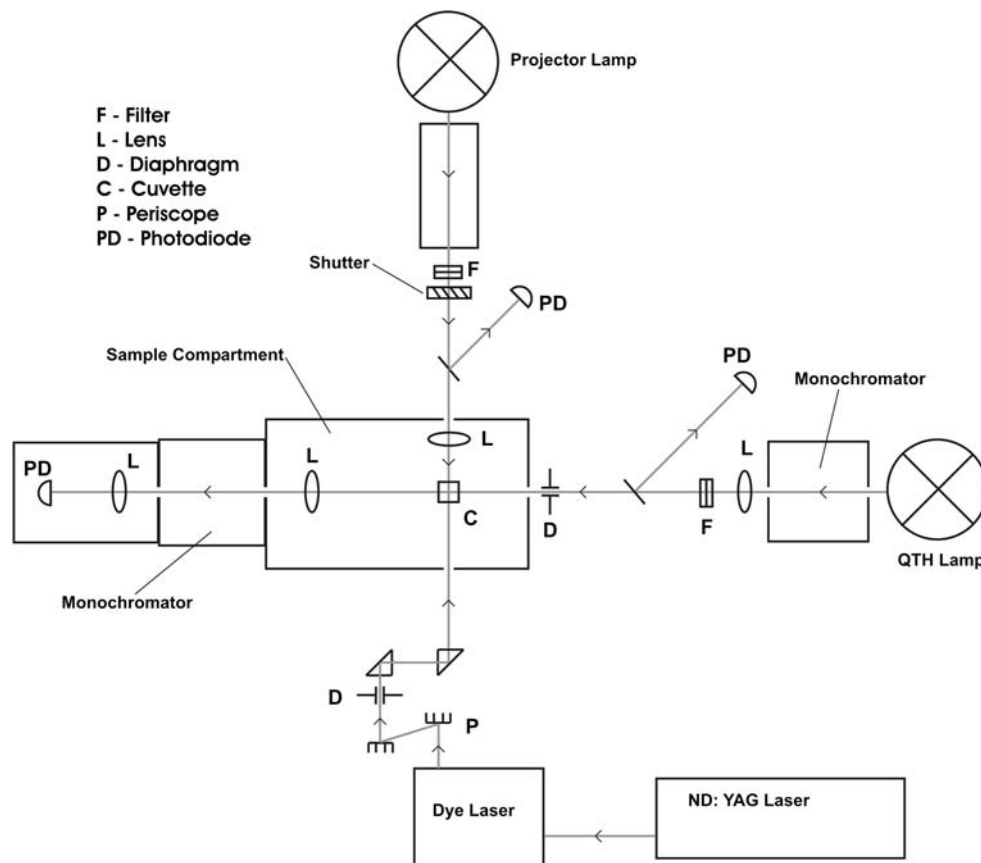 Projector Lamp
F - Filter
L - Lens
D - Diaphragm
C - Cuvette
P - Periscope
PD - Photodiode
Shutter
F
PD
Sample Compartment
PD
Monochromator
L
PD
L
L
L
C
D
F
QTH Lamp
Monochromator
D
P
Dye Laser
ND: YAG Laser